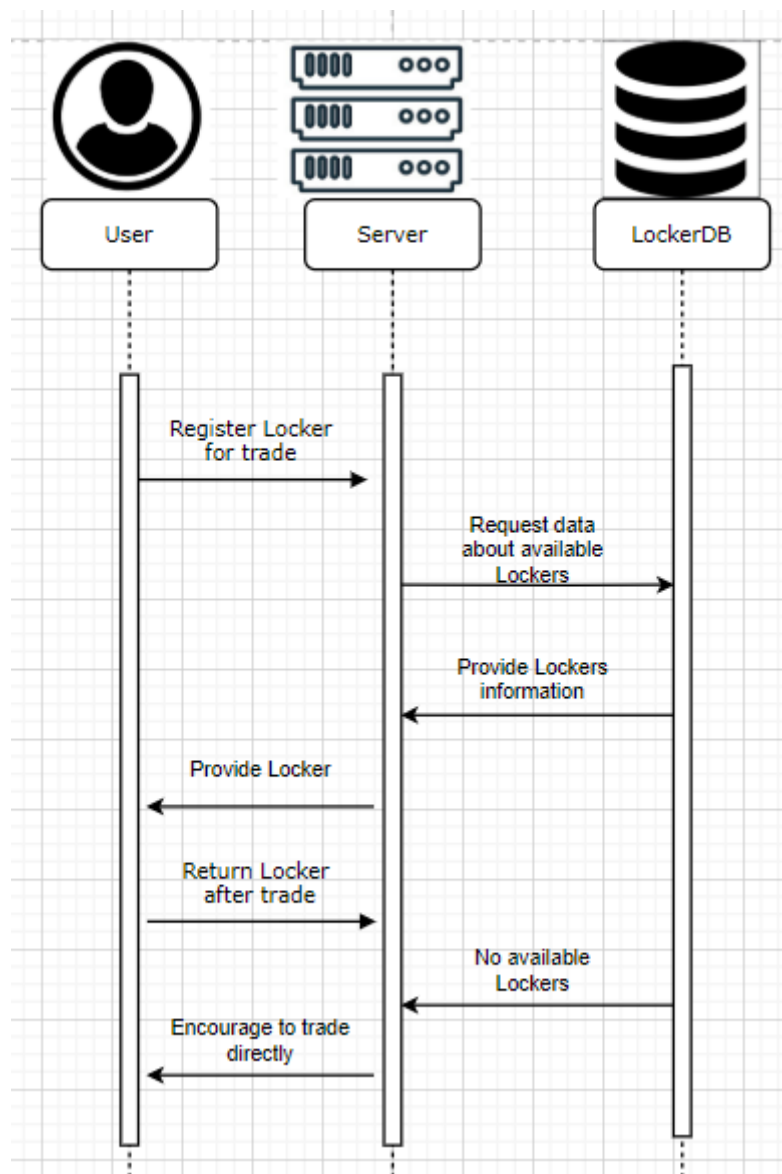 User
Server
LockerDB
Register Locker
for trade
Request data
about available
Lockers
Provide Lockers
information
Provide Locker
Return Locker
after trade
No available
Lockers
Encourage to trade
directly